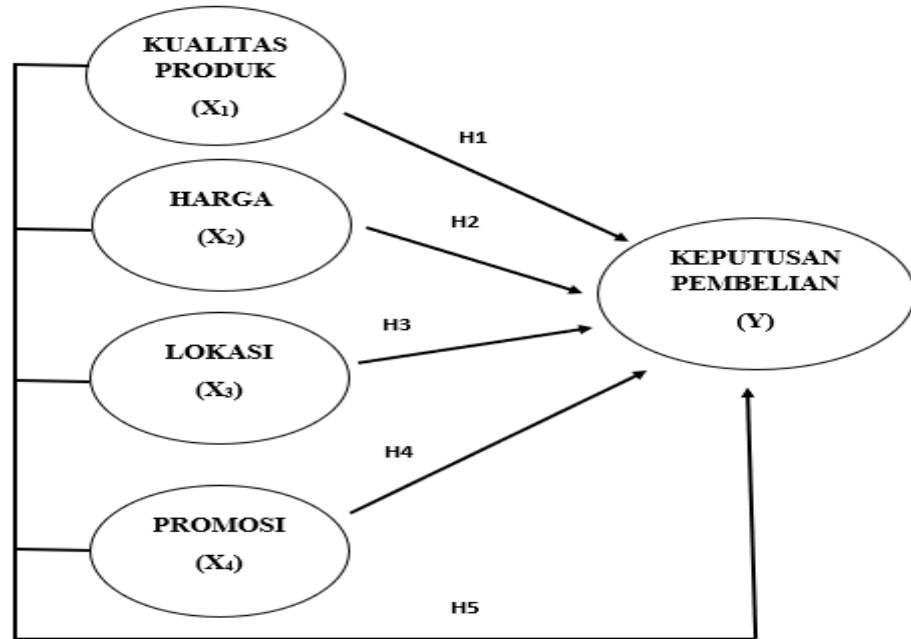 KUALITAS
PRODUK
(X₁)
H1
HARGA
(X₂)
H2
KEPUTUSAN
PEMBELIAN
(Y)
H3
LOKASI
(X₃)
H4
PROMOSI
(X₄)
H5